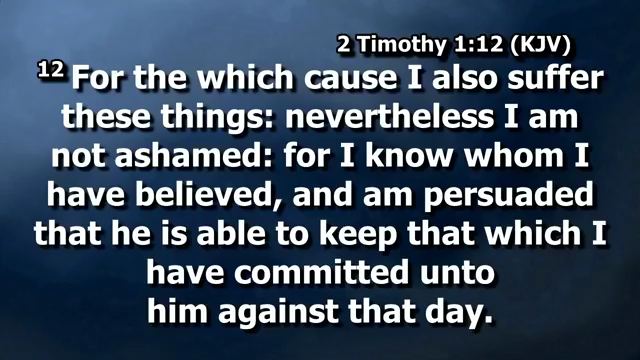 2 Timothy 1:12 (KJV)
12 For the which cause I also suffer
these things: nevertheless I am
not ashamed: for I know whom I
have believed, and am persuaded
that he is able to keep that which I
have committed unto
him against that day.